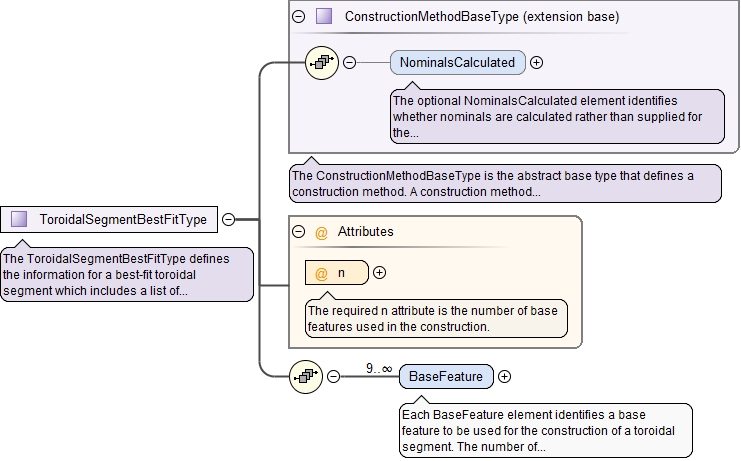 ConstructionMethodBaseType (extension base)
NominalsCalculated
The optional NominalsCalculated element identifies
whether nominals are calculated rather than supplied for
the...
The ConstructionMethodBaseType is the abstract base type that defines a
construction method. A construction method...
ToroidalSegmentBestFitType
The ToroidalSegmentBestFitType defines
the information for a best-fit toroidal
segment which includes a list of...
@ Attributes
@ n
The required n attribute is the number of base
features used in the construction.
9..∞
BaseFeature
Each BaseFeature element identifies a base
feature to be used for the construction of a toroidal
segment. The number of...